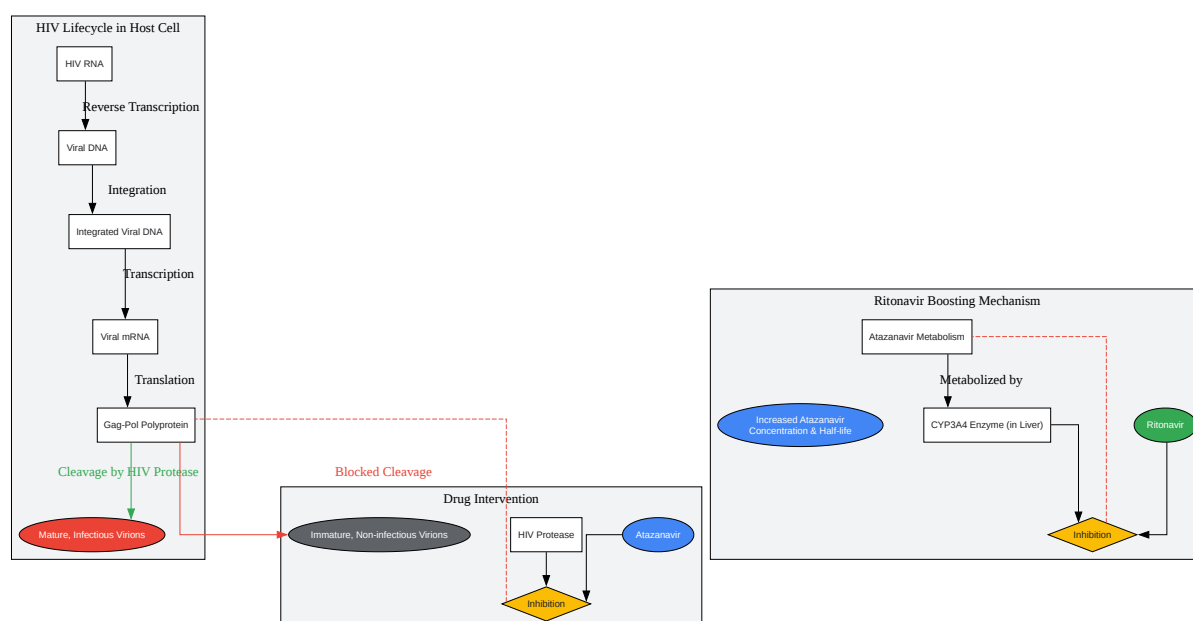 HIV Lifecycle in Host Cell
HIV RNA
Reverse Transcription
Viral DNA
Integration
Integrated Viral DNA
Transcription
Viral mRNA
Translation
Gag-Pol Polyprotein
Cleavage by HIV Protease
Mature, Infectious Virions
Blocked Cleavage
Drug Intervention
Immature, Non-infectious Virions
HIV Protease
Atazanavir
Inhibition
Ritonavir Boosting Mechanism
Atazanavir Metabolism
Metabolized by
Increased Atazanavir
Concentration & Half-life
CYP3A4 Enzyme (in Liver)
Ritonavir
Inhibition